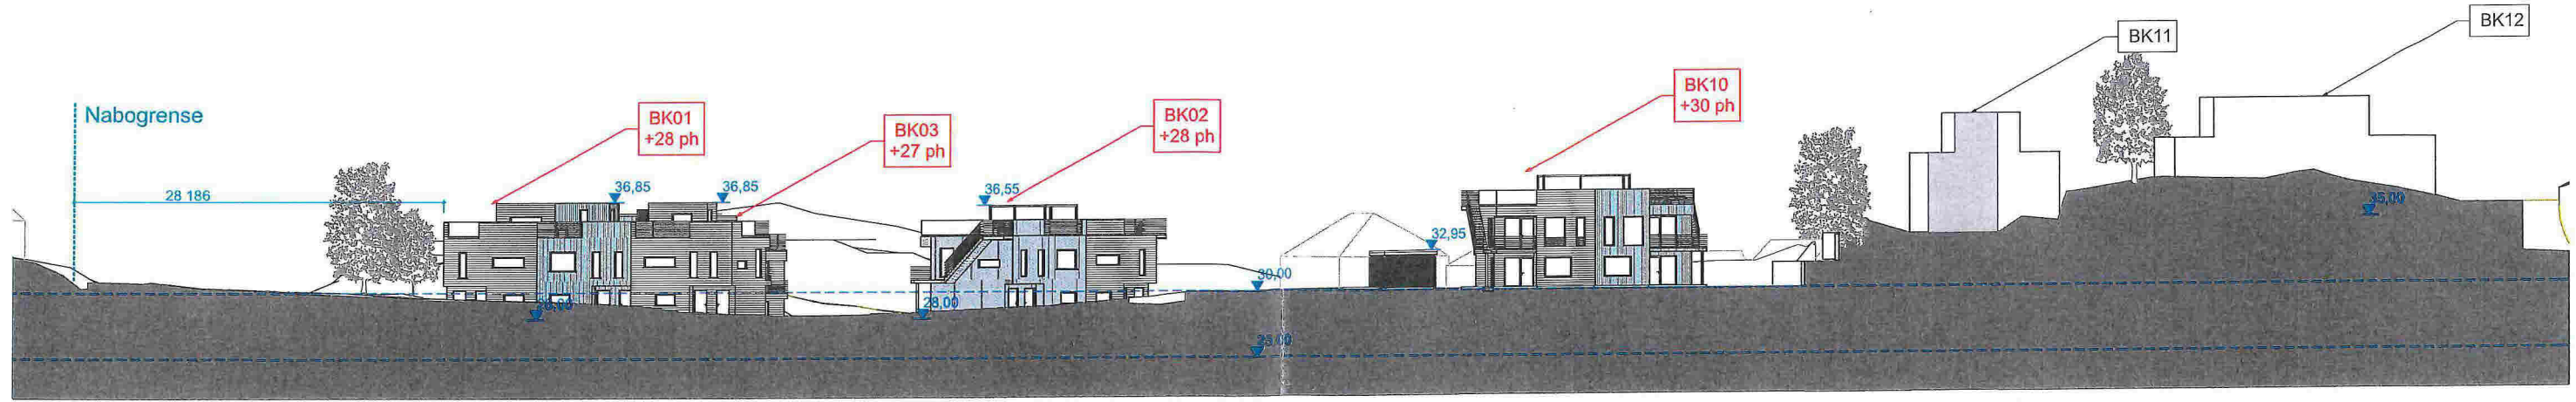 BK12
BK11
BK10
+30 ph
Nabogrense
BK01
+28 ph
BK03
+27 ph
BK02
+28 ph
28 186
36,85
36,85
36,55
32,95
35,00
30,00
28,00
25,00